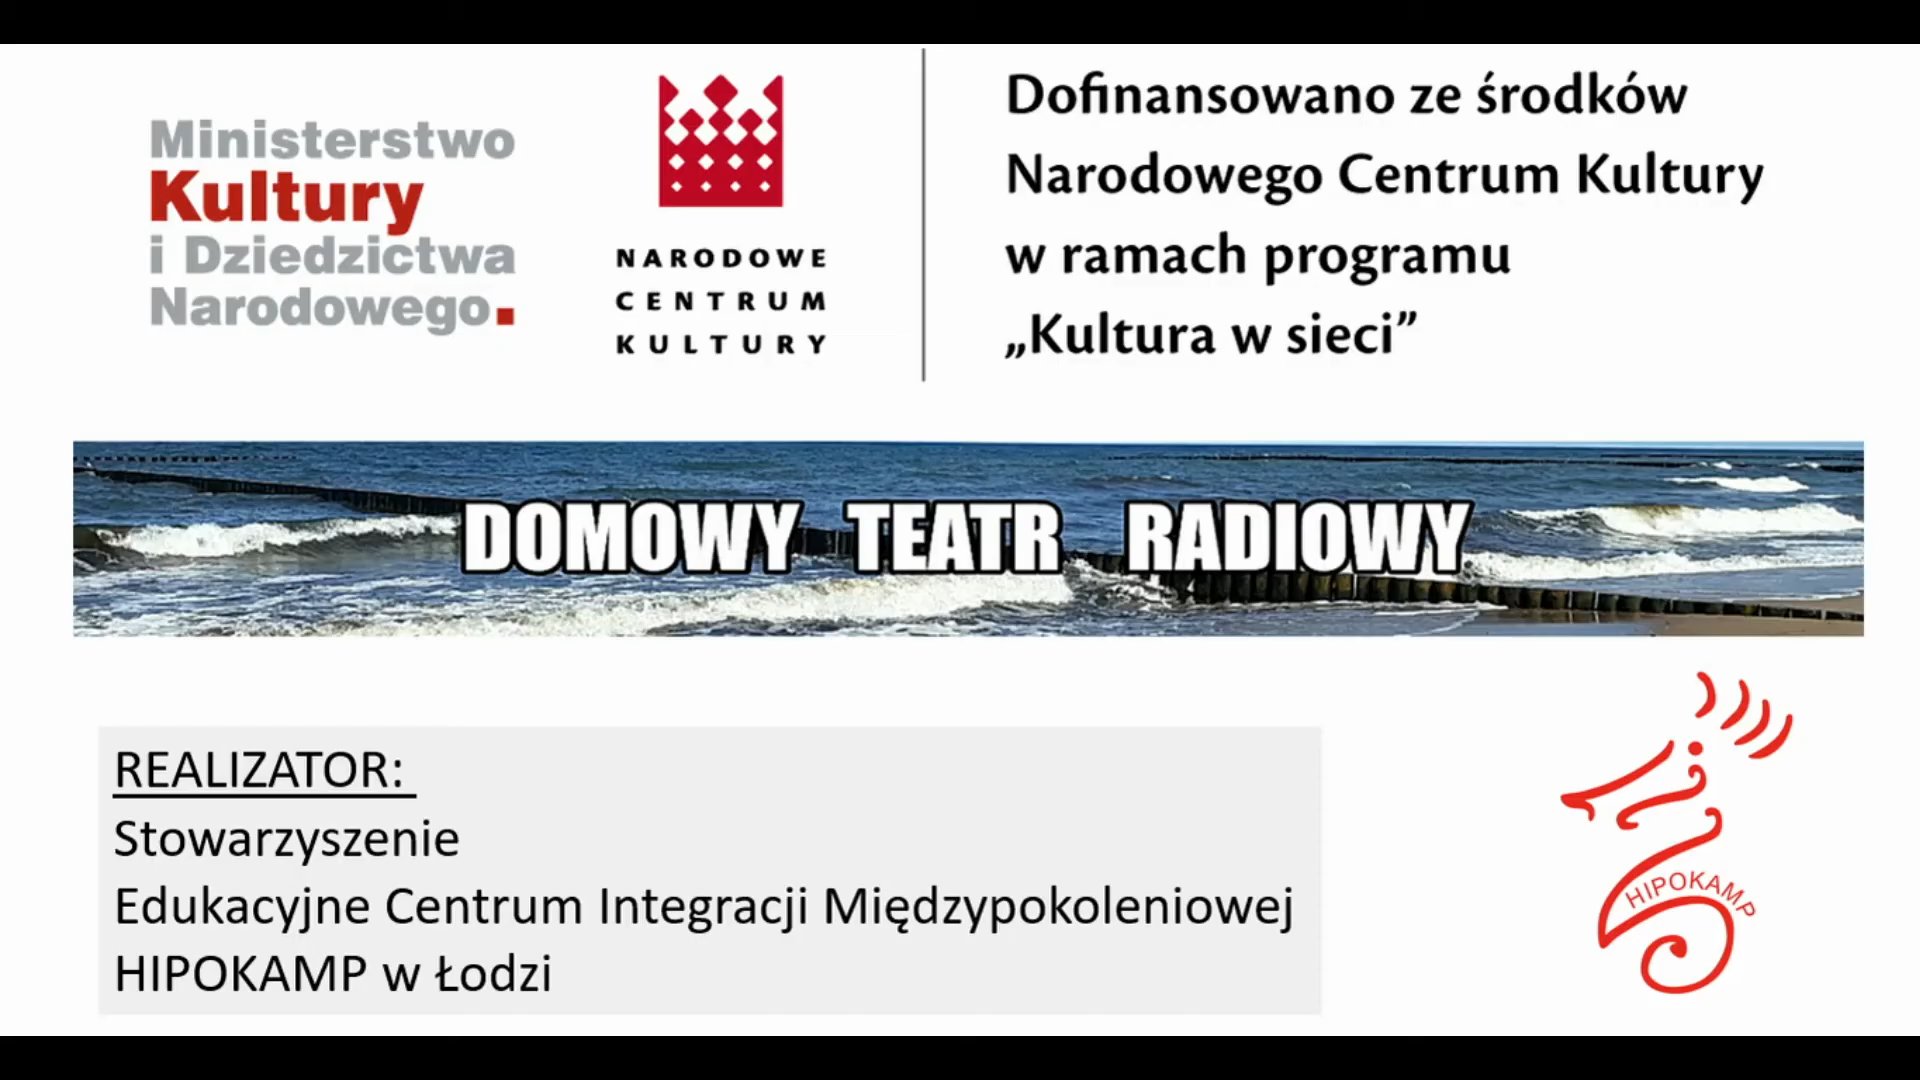 Ministerstwo
Kultury
i Dziedzictwa
Narodowego.
NARODOWE
CENTRUM
KULTURY
Dofinansowano ze środków
Narodowego Centrum Kultury
w ramach programu
„Kultura w sieci”
DOMOWY TEATR RADIOWY
REALIZATOR:
Stowarzyszenie
Edukacyjne Centrum Integracji Międzypokoleniowej
HIPOKAMP w Łodzi
HIPOKAMP